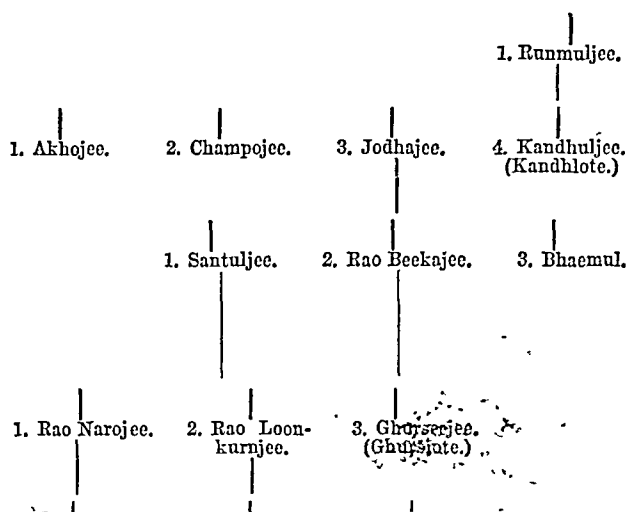 1. Runmuljee.
1. Akhojee. 2. Champojee. 3. Jodhajee. 4. Kandhuljee.
(Kandhlote.)
1. Santuljee. 2. Rao Beekajee. 3. Bhaemul.
1. Rao Narojee. 2. Rao Loon- 3. Ghurserjee.
kurnjee. (Ghursiote.)